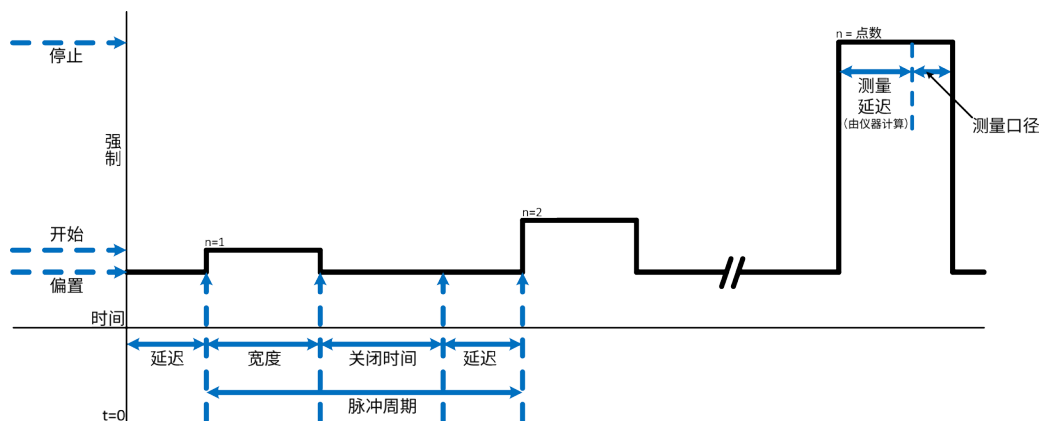 n = 点数
停止
测量
延迟
（由仪器计算）
测量口径
强
制
n=2
开始
n=1
偏置
时间
延迟
宽度
关闭时间
延迟
脉冲周期
t=0